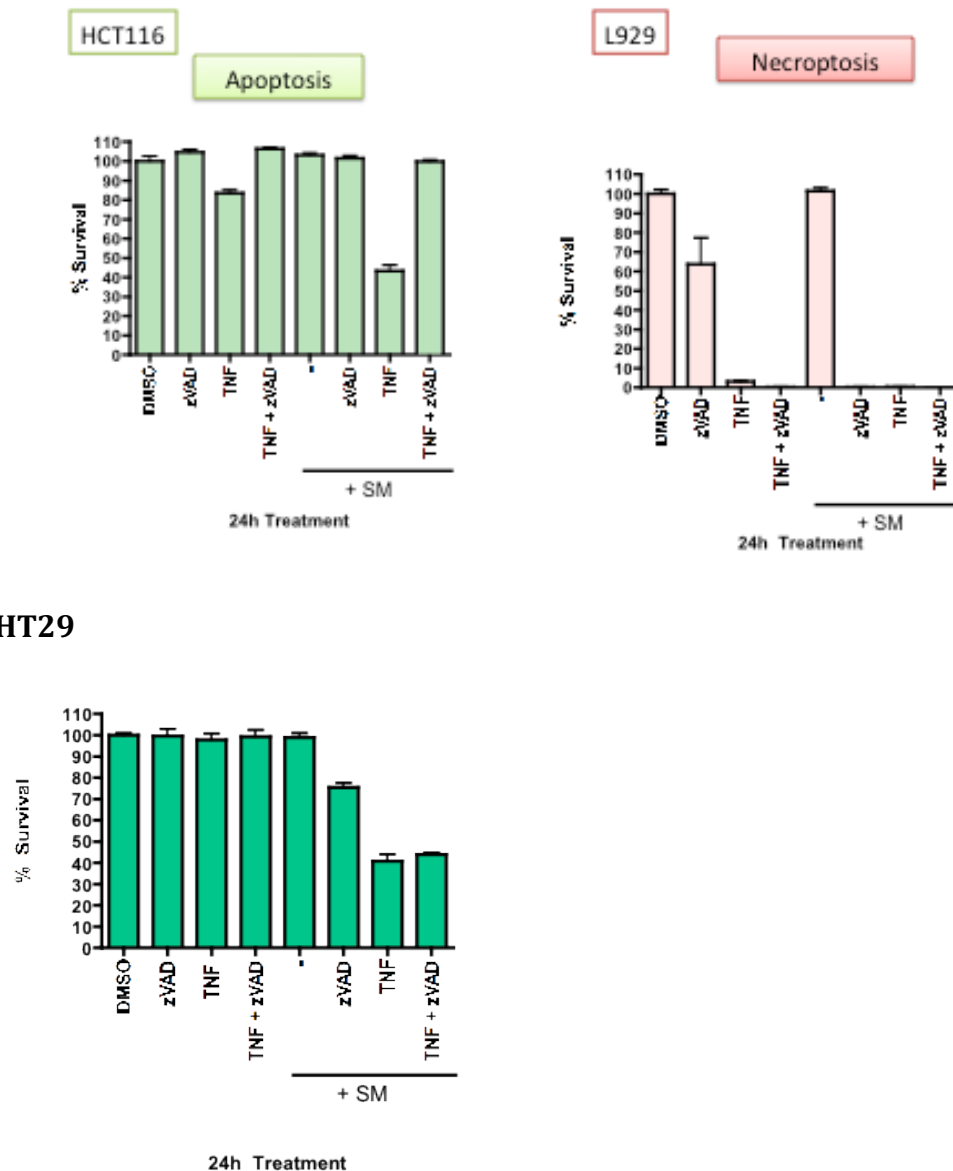 HCT116
Apoptosis
110
100
90
80
70
60
50
40
30
20
10
0
% Survival
DMSO
zVAD
TNF
TNF + zVAD
-
zVAD
TNF
TNF + zVAD
+ SM
24h Treatment
L929
Necroptosis
110
100
90
80
70
60
50
40
30
20
10
0
% Survival
DMSO
zVAD
TNF
TNF + zVAD
-
zVAD
TNF
TNF + zVAD
+ SM
24h Treatment
HT29
110
100
90
80
70
60
50
40
30
20
10
0
% Survival
DMSO
zVAD
TNF
TNF + zVAD
-
zVAD
TNF
TNF + zVAD
+ SM
24h Treatment